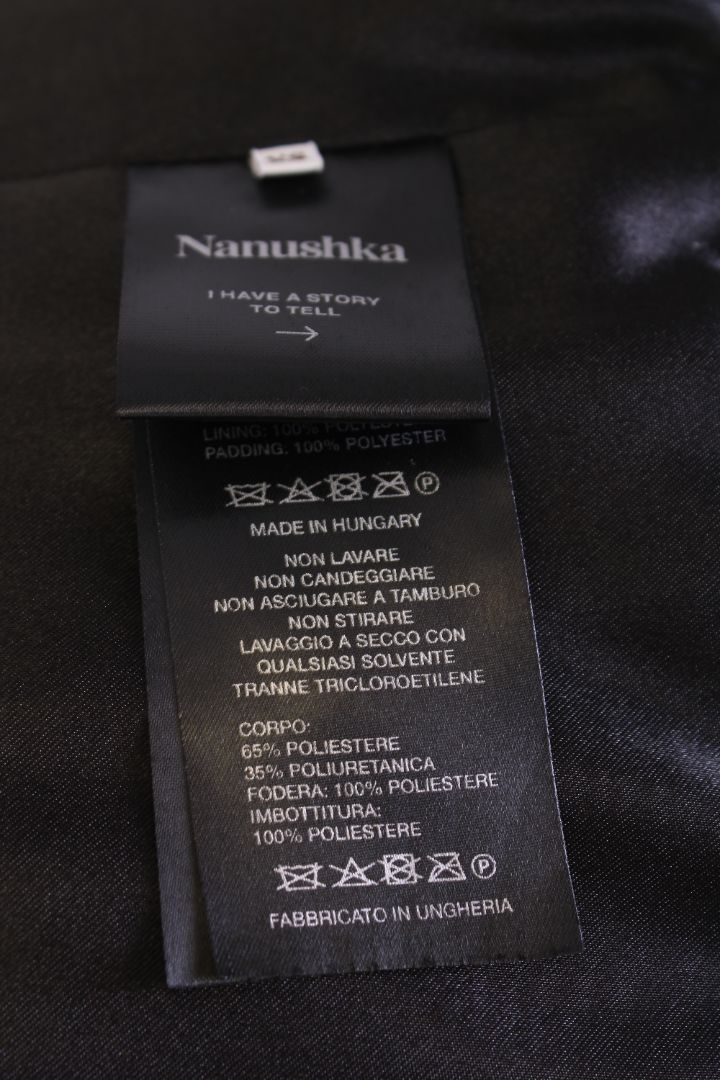 Nanushka
I HAVE A STORY
TO TELL
LINING: 100% POLYESTER
PADDING: 100% POLYESTER
P
MADE IN HUNGARY
NON LAVARE
NON CANDEGGIARE
NON ASCIUGARE A TAMBURO
NON STIRARE
LAVAGGIO A SECCO CON
QUALSIASI SOLVENTE
TRANNE TRICLOROETILENE
CORPO:
65% POLIESTERE
35% POLIURETANICA
FODERA: 100% POLIESTERE
IMBOTTITURA:
100% POLIESTERE
P
FABBRICATO IN UNGHERIA